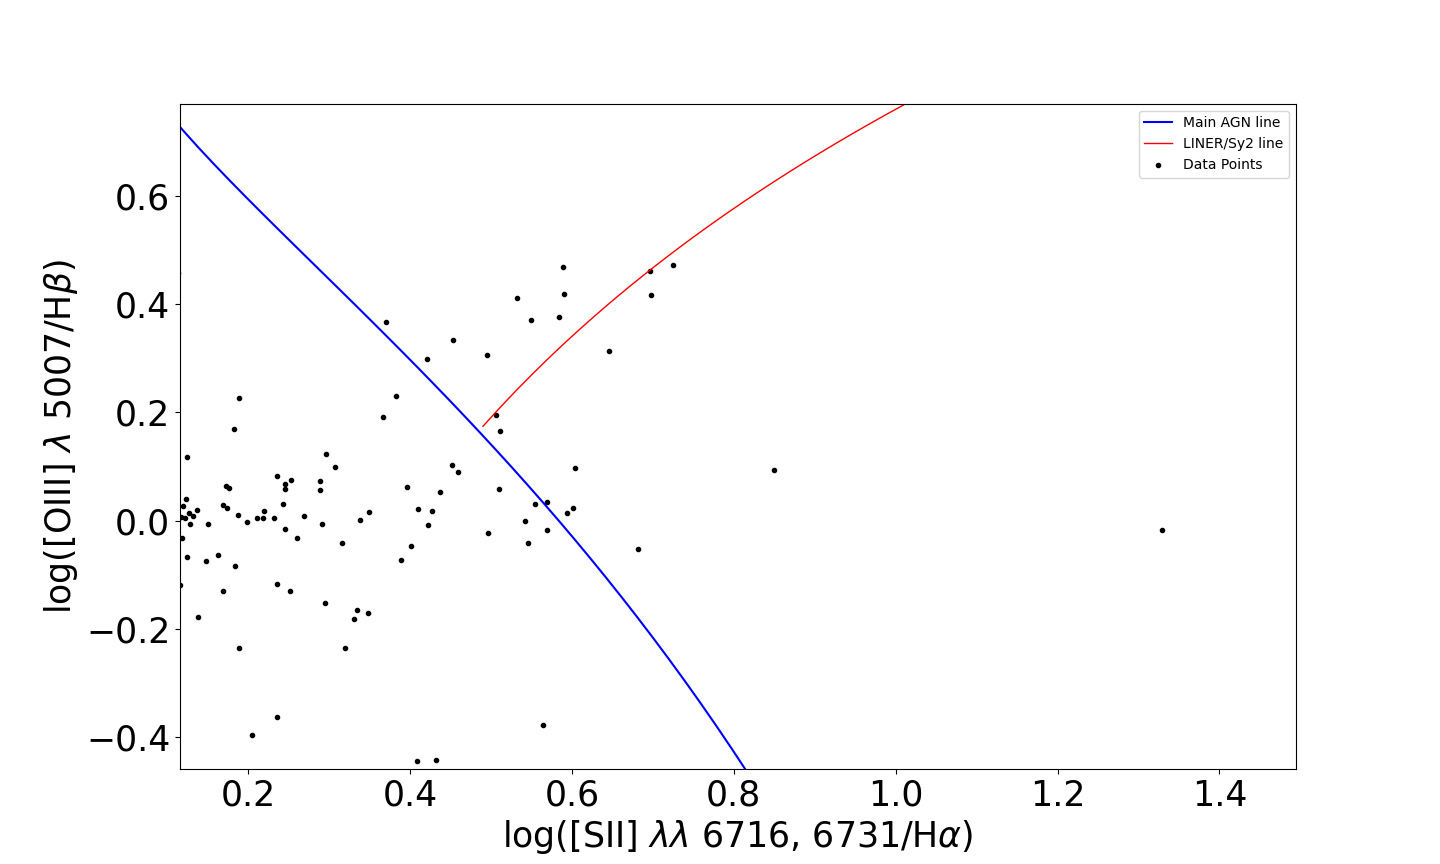 Main AGN line
LINER/Sy2 line
Data Points
0.6
0.4
0.2
0.0
−0.2
−0.4
log([OIII] λ 5007/Hβ)
0.2 0.4 0.6 0.8 1.0 1.2 1.4
log([SII] λλ 6716, 6731/Hα)